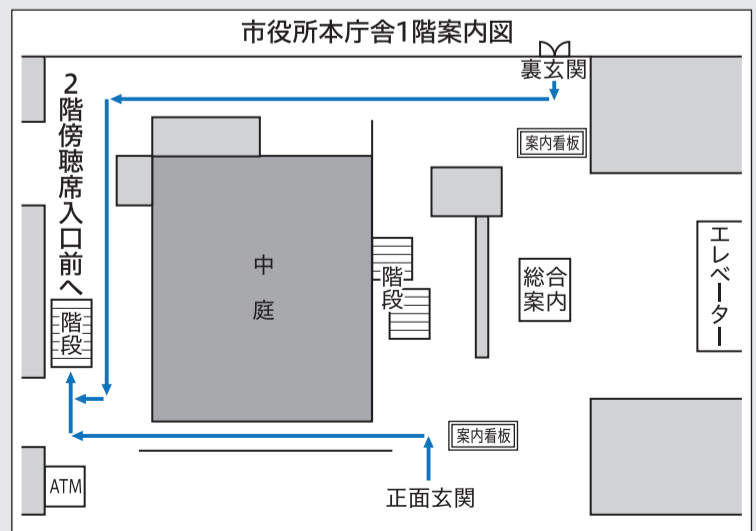 市役所本庁舎1階案内図
裏玄関
案内看板
2階傍聴席入口前へ
階段
中庭
階段
総合
案内
エレベーター
案内看板
ATM
正面玄関